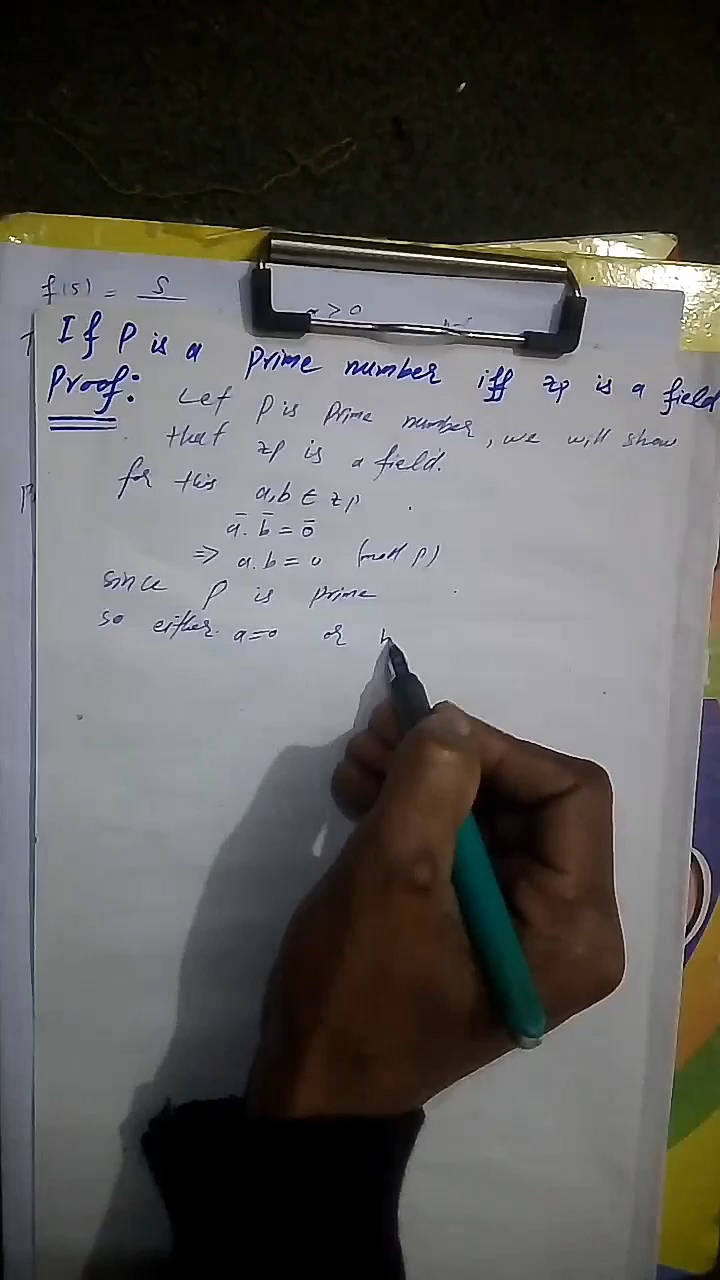 f(s) = s
> 0
If P is a prime number iff zp is a field
Proof: Let P is prime number, we will show
that zp is a field.
for this a,b ∈ zp
ā. b̄ = ō
⇒ a.b = 0 (mod p)
since P is prime
so either a=0 or b